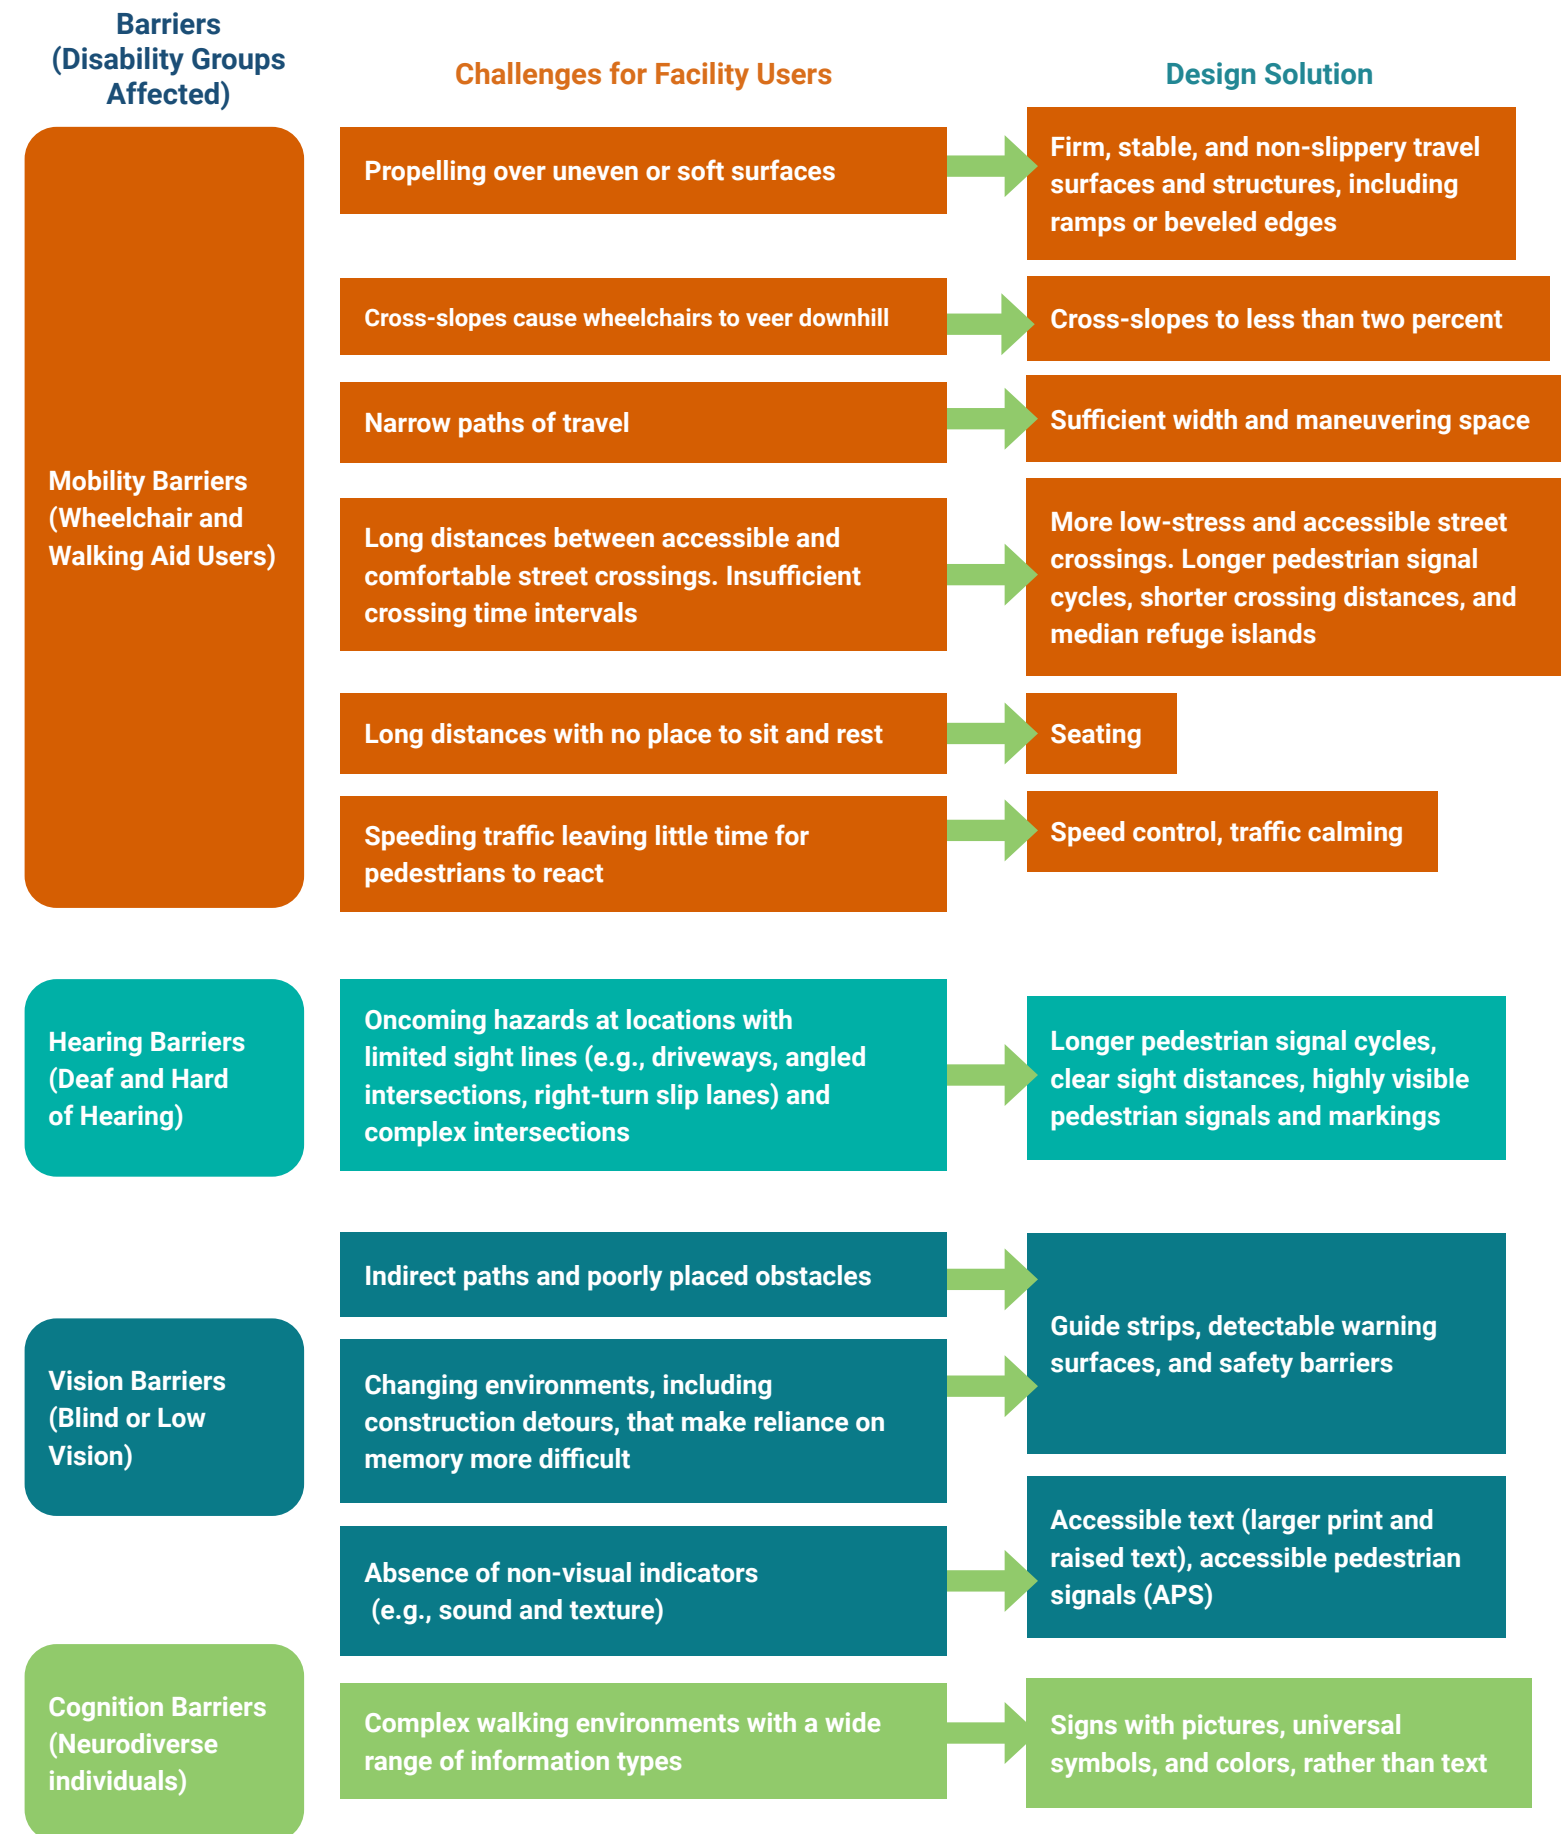 Barriers
(Disability Groups
Affected)
Challenges for Facility Users
Design Solution
Mobility Barriers
(Wheelchair and
Walking Aid Users)
Propelling over uneven or soft surfaces
Firm, stable, and non-slippery travel
surfaces and structures, including
ramps or beveled edges
Cross-slopes cause wheelchairs to veer downhill
Cross-slopes to less than two percent
Narrow paths of travel
Sufficient width and maneuvering space
Long distances between accessible and
comfortable street crossings. Insufficient
crossing time intervals
More low-stress and accessible street
crossings. Longer pedestrian signal
cycles, shorter crossing distances, and
median refuge islands
Long distances with no place to sit and rest
Seating
Speeding traffic leaving little time for
pedestrians to react
Speed control, traffic calming
Hearing Barriers
(Deaf and Hard
of Hearing)
Oncoming hazards at locations with
limited sight lines (e.g., driveways, angled
intersections, right-turn slip lanes) and
complex intersections
Longer pedestrian signal cycles,
clear sight distances, highly visible
pedestrian signals and markings
Vision Barriers
(Blind or Low
Vision)
Indirect paths and poorly placed obstacles
Changing environments, including
construction detours, that make reliance on
memory more difficult
Guide strips, detectable warning
surfaces, and safety barriers
Absence of non-visual indicators
(e.g., sound and texture)
Accessible text (larger print and
raised text), accessible pedestrian
signals (APS)
Cognition Barriers
(Neurodiverse
individuals)
Complex walking environments with a wide
range of information types
Signs with pictures, universal
symbols, and colors, rather than text